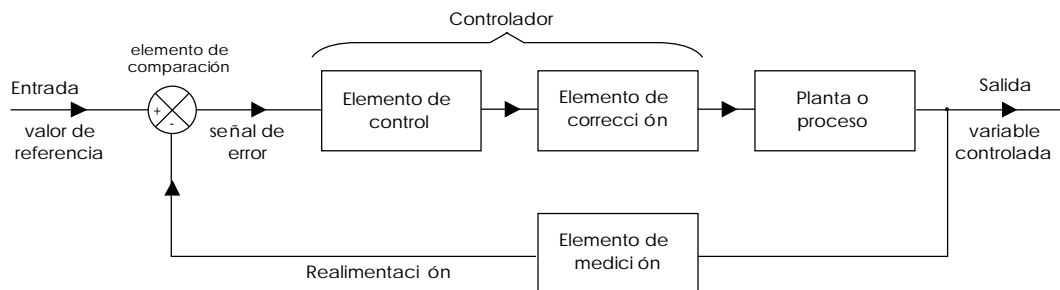 Controlador
elemento de
comparación
Entrada
+
-
valor de
referencia
señal de
error
Elemento de
control
Elemento de
correcci ón
Planta o
proceso
Salida
variable
controlada
Elemento de
medici ón
Realimentaci ón